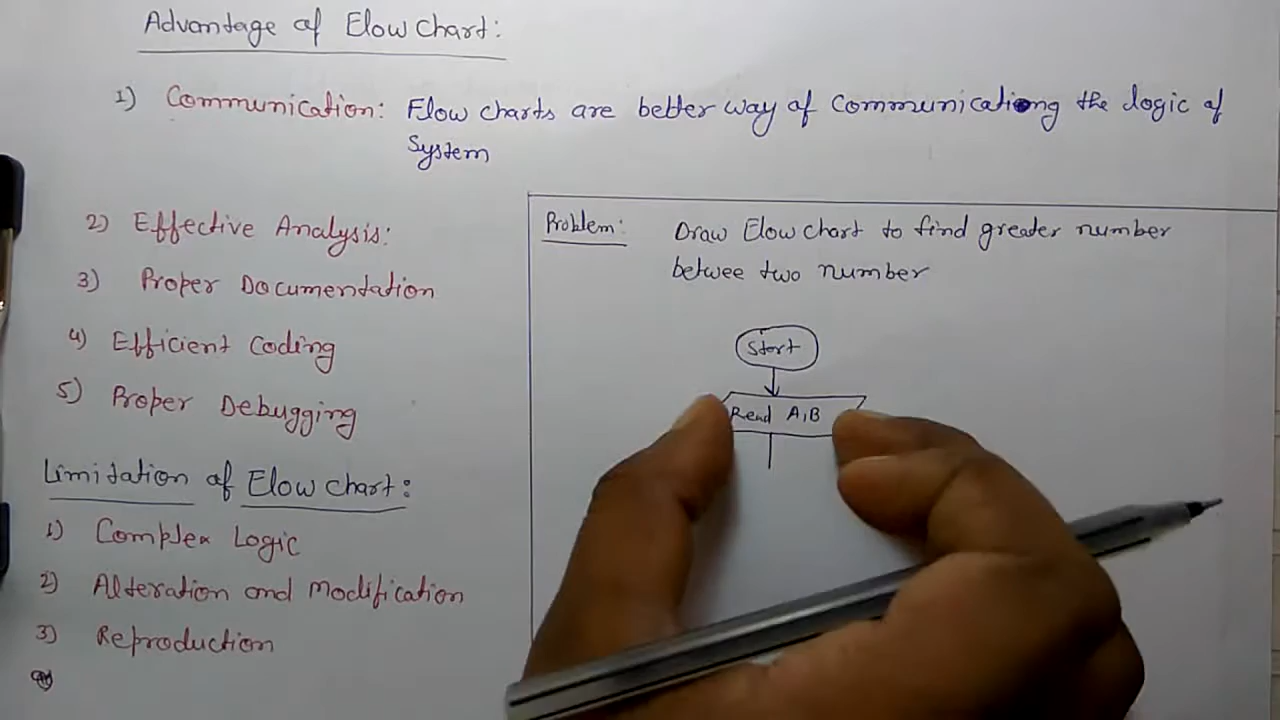 Advantage of Flow chart:
1) Communication: Flow charts are better way of Communicationg the logic of
System
2) Effective Analysis:
3) Proper Documentation
4) Efficient Coding
5) Proper Debugging
Limitation of Flow chart:
1) Complex Logic
2) Alteration and Modification
3) Reproduction
Problem: Draw Flow chart to find greater number
betwee two number
Start
Read A,B